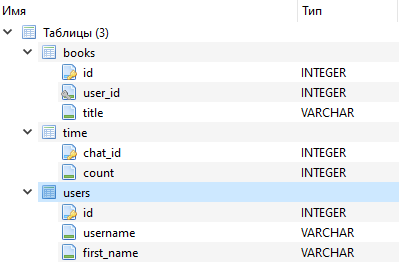 Имя Тип
Таблицы (3)
books
id INTEGER
user_id INTEGER
title VARCHAR
time
chat_id INTEGER
count INTEGER
users
id INTEGER
username VARCHAR
first_name VARCHAR